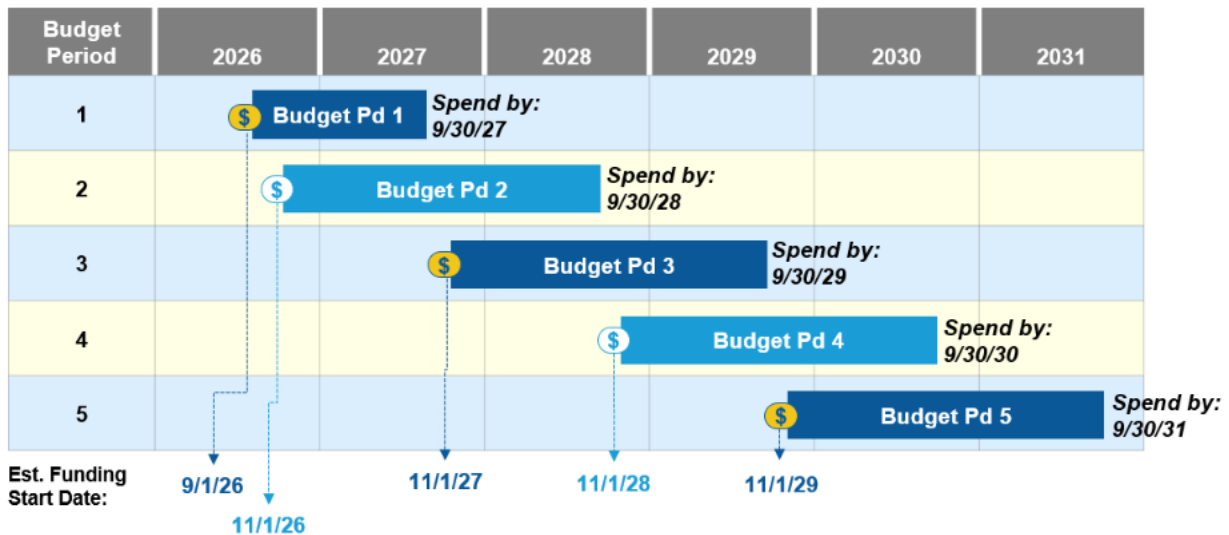 Budget
Period
2026
2027
2028
2029
2030
2031
1
$
Budget Pd 1
Spend by:
9/30/27
2
$
Budget Pd 2
Spend by:
9/30/28
3
$
Budget Pd 3
Spend by:
9/30/29
4
$
Budget Pd 4
Spend by:
9/30/30
5
$
Budget Pd 5
Spend by:
9/30/31
Est. Funding
Start Date:
9/1/26
11/1/26
11/1/27
11/1/28
11/1/29